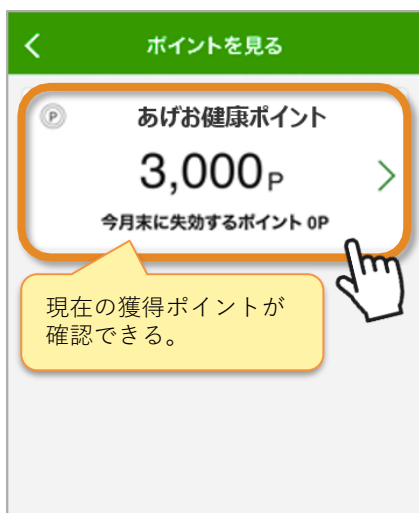 ポイントを見る
P
あげお健康ポイント
3,000P
今月末に失効するポイント 0P
現在の獲得ポイントが
確認できる。